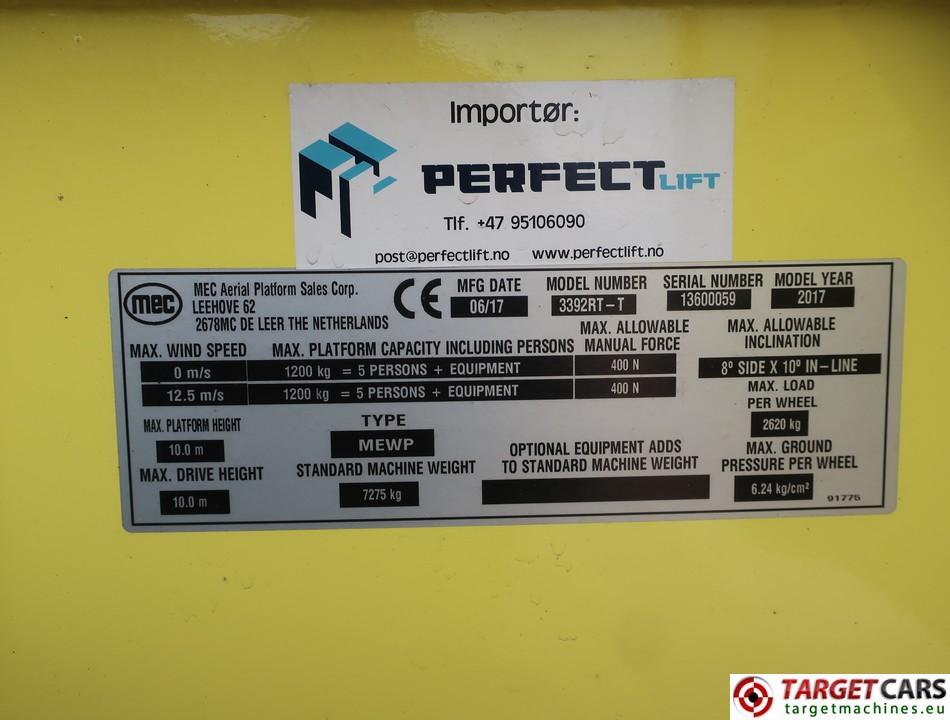 Importør:
PERFECT LIFT
Tlf. +47 95106090
post@perfectlift.no www.perfectlift.no
mec
MEC Aerial Platform Sales Corp.
LEEHOVE 62
2678MC DE LEER THE NETHERLANDS
CE
MFG DATE
06/17
MODEL NUMBER
3392RT-T
SERIAL NUMBER
13600059
MODEL YEAR
2017
MAX. WIND SPEED
0 m/s
12.5 m/s
MAX. PLATFORM CAPACITY INCLUDING PERSONS
1200 kg = 5 PERSONS + EQUIPMENT
1200 kg = 5 PERSONS + EQUIPMENT
MAX. ALLOWABLE
MANUAL FORCE
400 N
400 N
MAX. ALLOWABLE
INCLINATION
8º SIDE X 10º IN-LINE
MAX. LOAD
PER WHEEL
2620 kg
MAX. PLATFORM HEIGHT
10.0 m
MAX. DRIVE HEIGHT
10.0 m
TYPE
MEWP
STANDARD MACHINE WEIGHT
7275 kg
OPTIONAL EQUIPMENT ADDS
TO STANDARD MACHINE WEIGHT
MAX. GROUND
PRESSURE PER WHEEL
6.24 kg/cm²
91775
TARGETCARS
targetmachines.eu